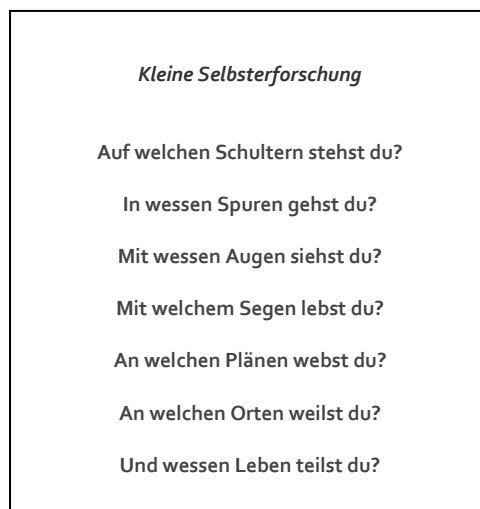 Kleine Selbsterforschung
Auf welchen Schultern stehst du?
In wessen Spuren gehst du?
Mit wessen Augen siehst du?
Mit welchem Segen lebst du?
An welchen Plänen webst du?
An welchen Orten weilst du?
Und wessen Leben teilst du?